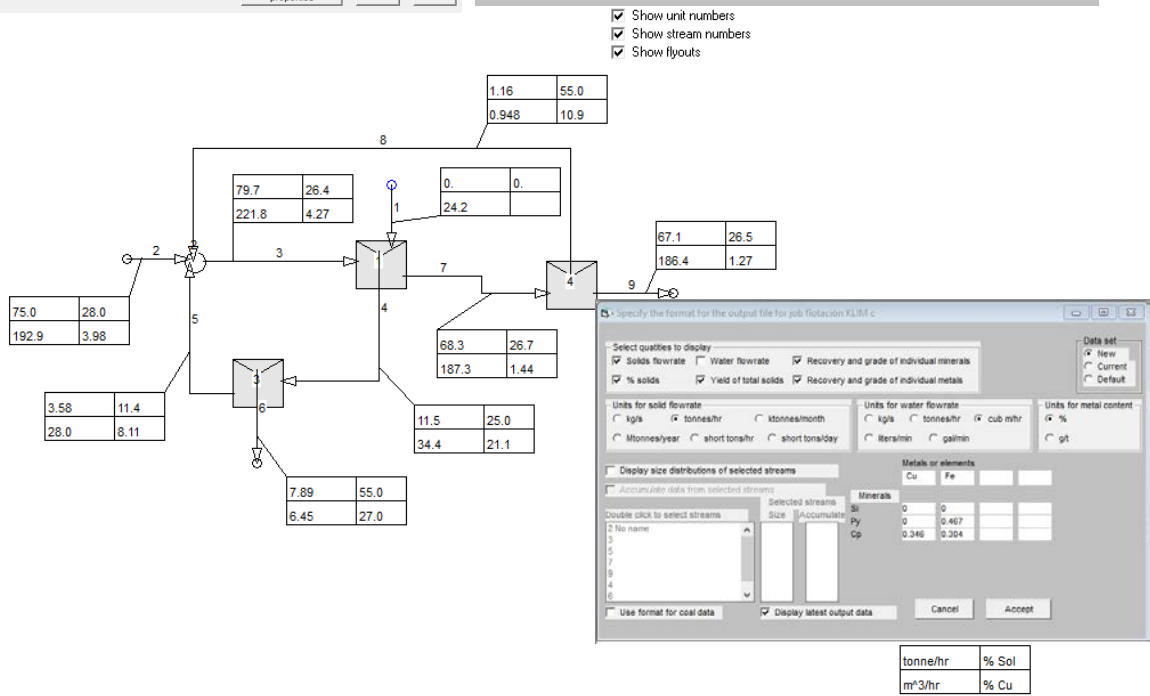 properties
Show unit numbers
Show stream numbers
Show flyouts
1.16 55.0
0.948 10.9
8
79.7 26.4
221.8 4.27
0. 0.
24.2
1
2
3
1
7
67.1 26.5
186.4 1.27
4
9
75.0 28.0
192.9 3.98
5
4
68.3 26.7
187.3 1.44
3
6
3.58 11.4
28.0 8.11
11.5 25.0
34.4 21.1
7.89 55.0
6.45 27.0
Specify the format for the output file for job flotación KLIM c
Select quatities to display
Solids flowrate Water flowrate Recovery and grade of individual minerals
% solids Yield of total solids Recovery and grade of individual metals
Data set
New
Current
Default
Units for solid flowrate
kg/s tonnes/hr ktonnes/month
Mtonnes/year short tons/hr short tons/day
Units for water flowrate
kg/s tonnes/hr cub m/hr
liters/min gal/min
Units for metal content
%
g/t
Display size distributions of selected streams
Accumulate data from selected streams
Selected streams
Double click to select streams Size Accumulate
2 No name
3
5
7
9
4
6
Metals or elements
Cu Fe
Minerals
Si 0 0
Py 0 0.467
Cp 0.346 0.304
Use format for coal data Display latest output data
Cancel Accept
tonne/hr % Sol
m^3/hr % Cu